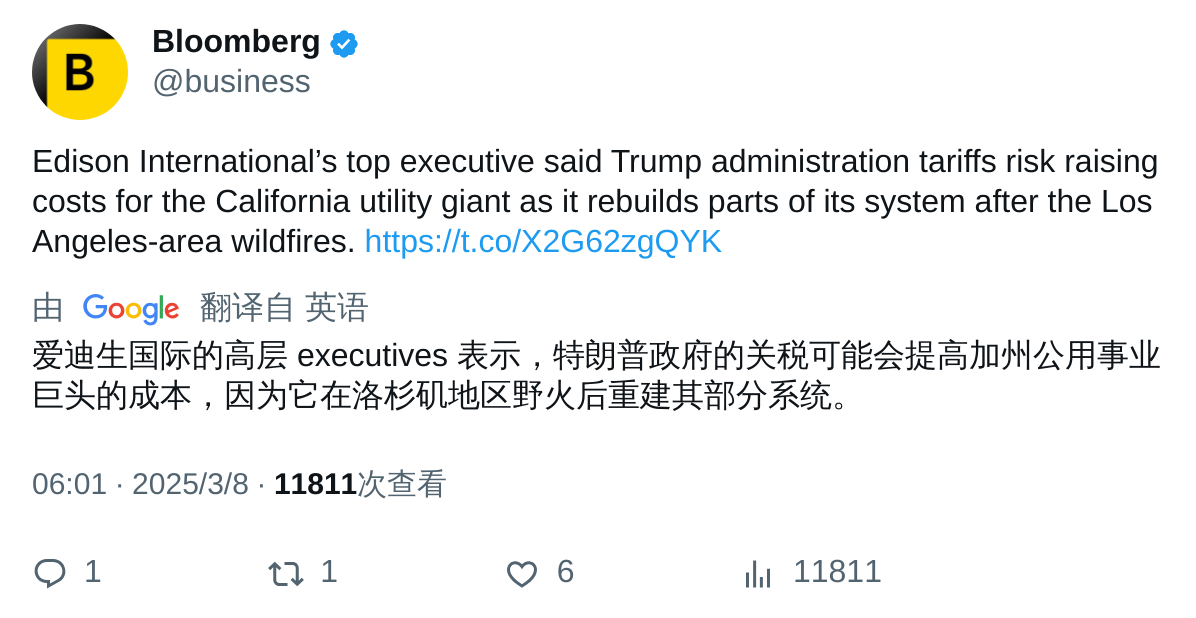 B
Bloomberg
@business
Edison International’s top executive said Trump administration tariffs risk raising
costs for the California utility giant as it rebuilds parts of its system after the Los
Angeles-area wildfires. https://t.co/X2G62zgQYK
由 Google 翻译自 英语
爱迪生国际的高层 executives 表示，特朗普政府的关税可能会提高加州公用事业
巨头的成本，因为它在洛杉矶地区野火后重建其部分系统。
06:01 · 2025/3/8 · 11811次查看
1 1 6 11811